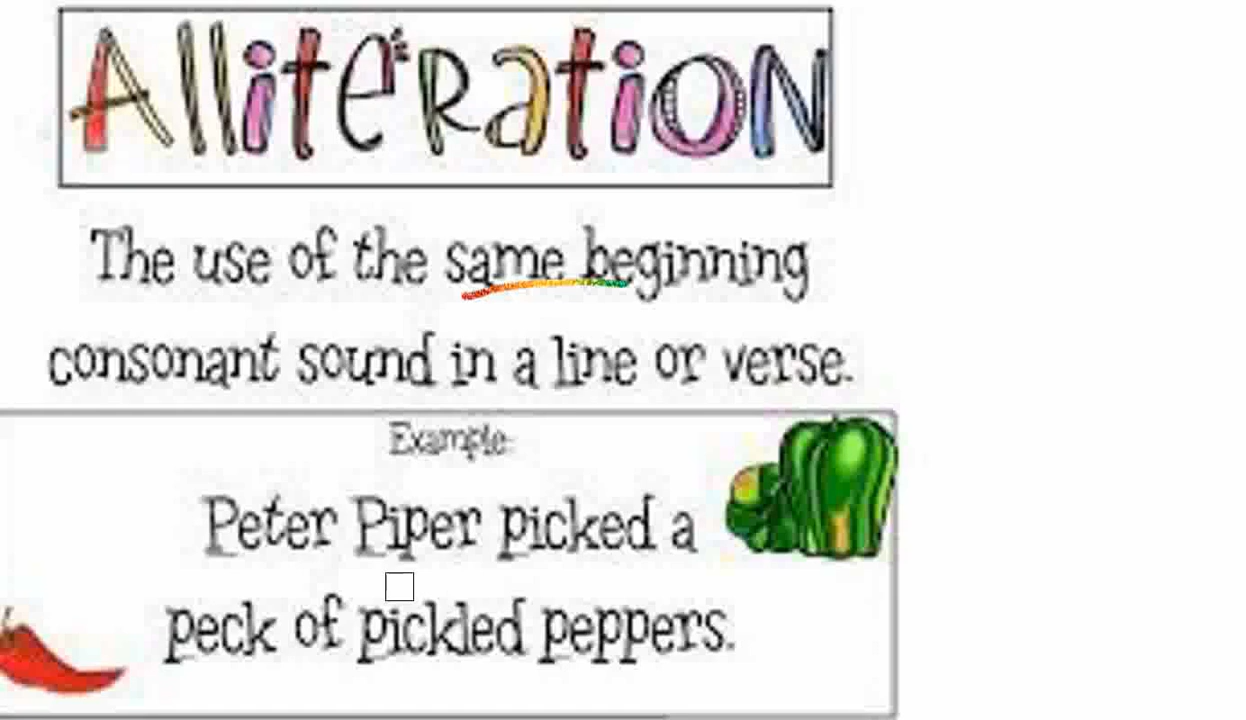 Alliteration
The use of the same beginning
consonant sound in a line or verse.
Example:
Peter Piper picked a
peck of pickled peppers.